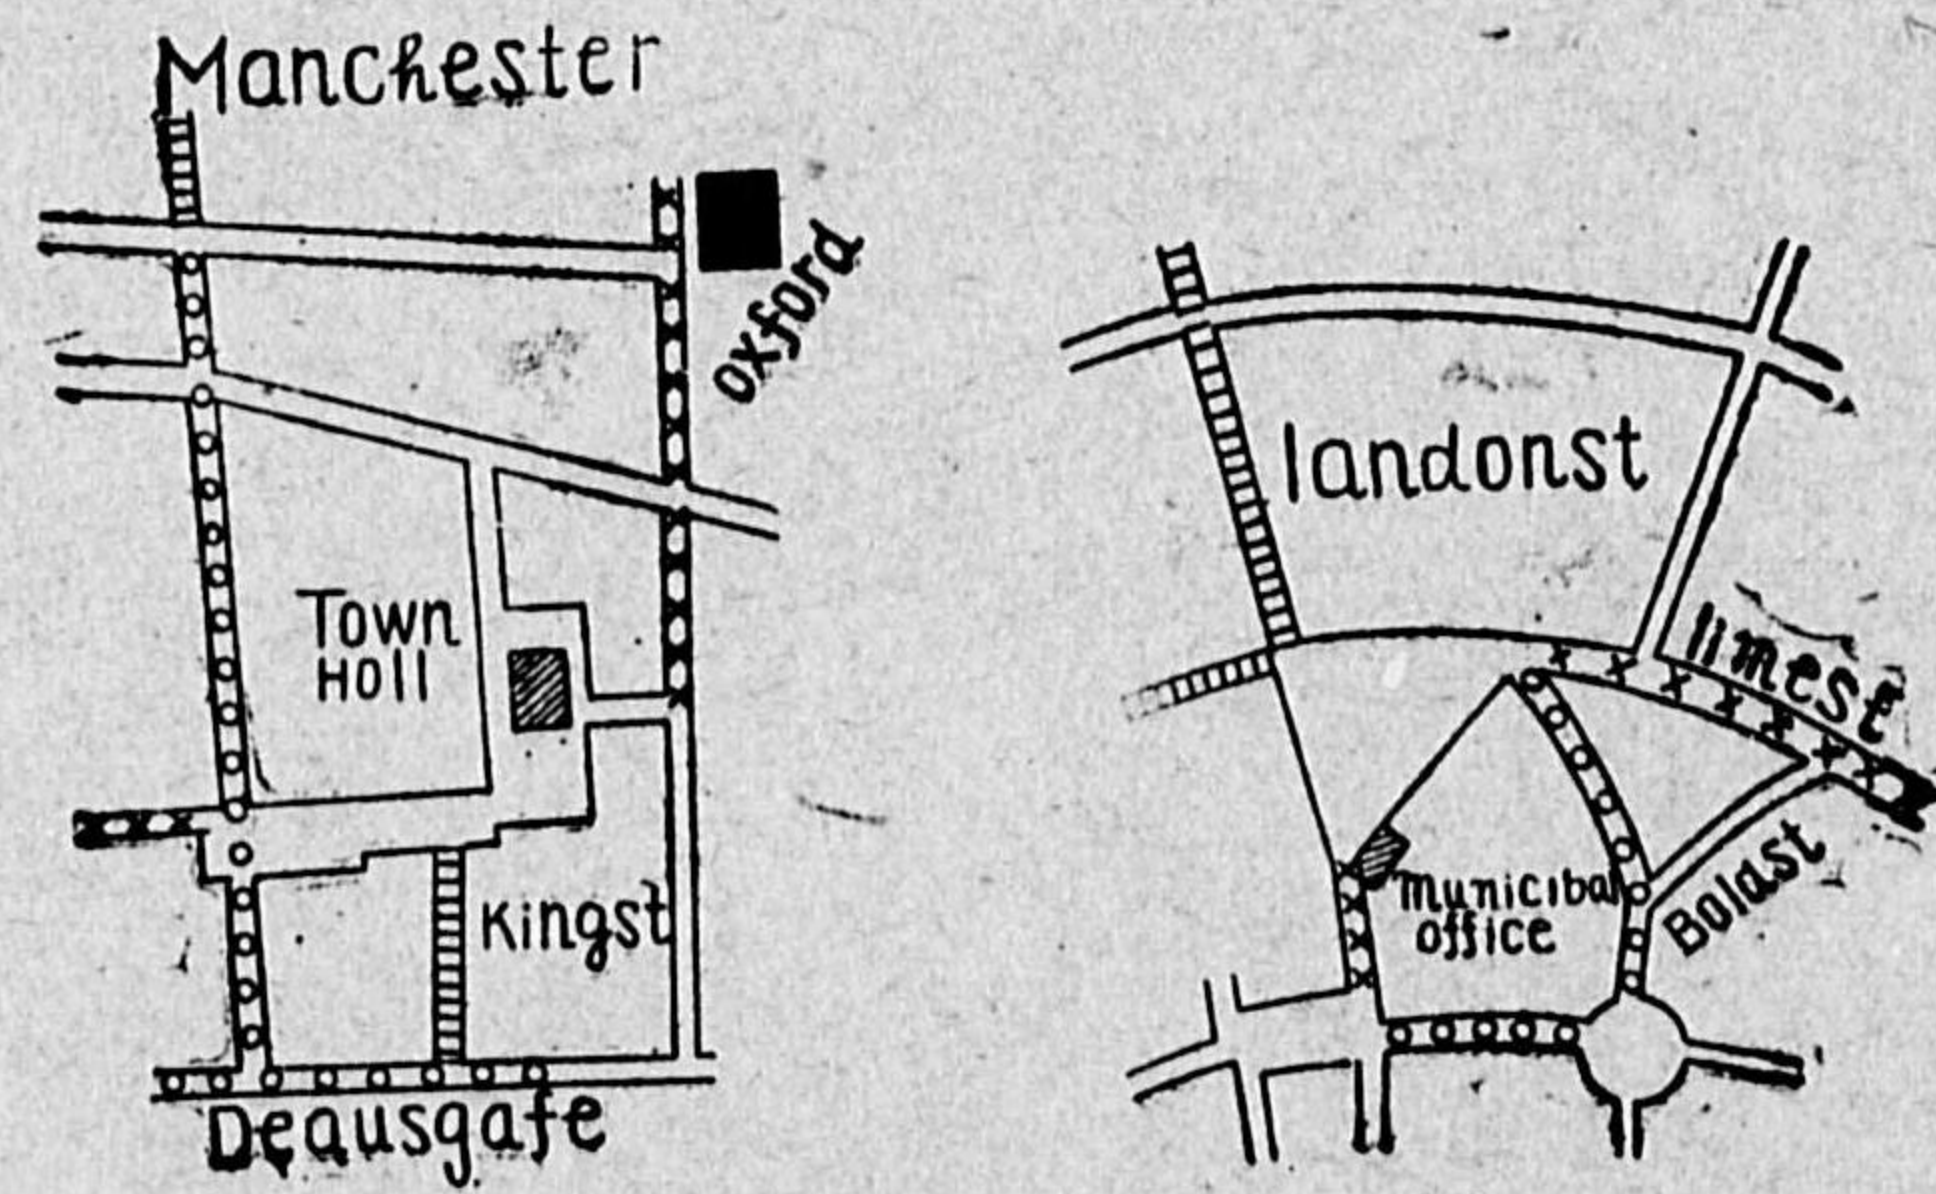 Manchester
oxford
Town
Holl
Kingst
Deausgafe
landonst
limest
municibal
office
Bolast